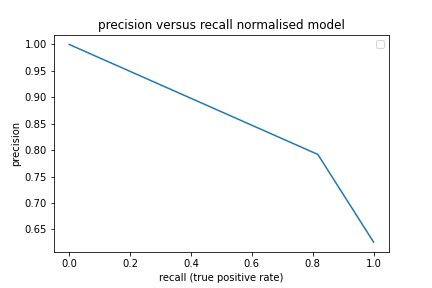 precision versus recall normalised model
1.00
0.95
0.90
0.85
0.80
0.75
0.70
0.65
precision
0.0 0.2 0.4 0.6 0.8 1.0
recall (true positive rate)